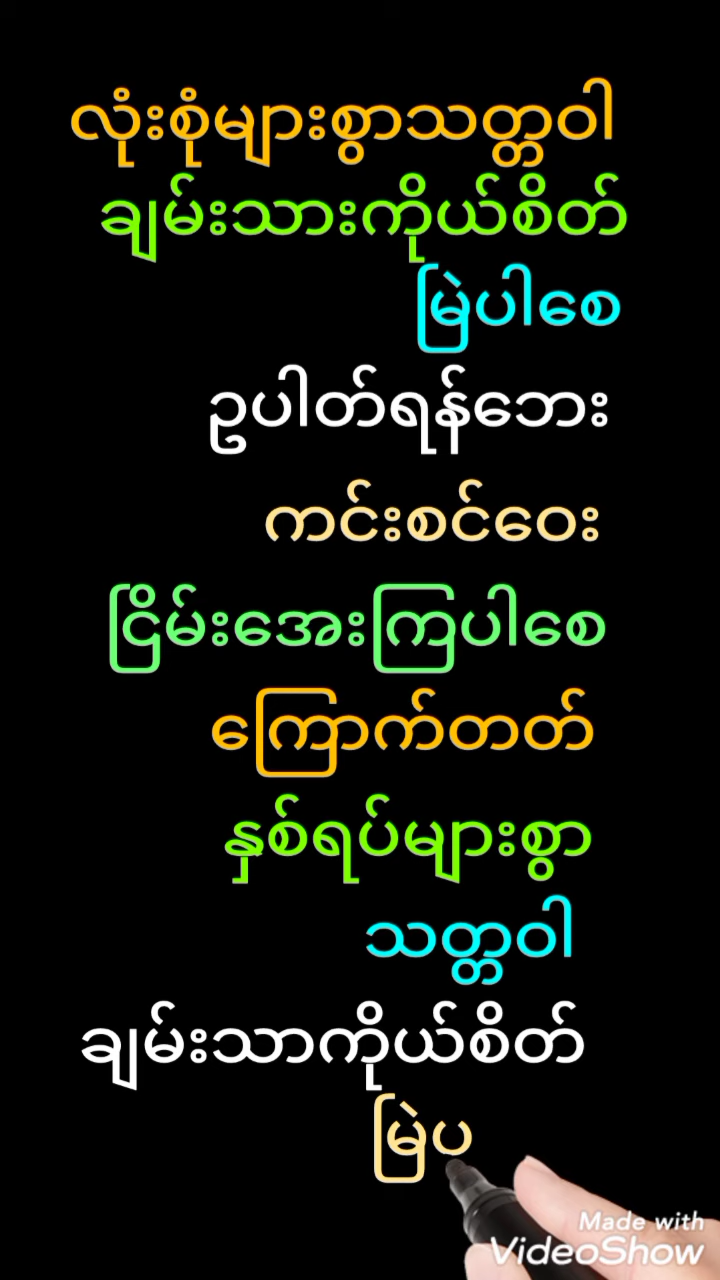 လုံးစုံများစွာသတ္တဝါ
ချမ်းသားကိုယ်စိတ်
မြဲပါစေ
ဥပါတ်ရန်ဘေး
ကင်းစင်ဝေး
ငြိမ်းအေးကြပါစေ
ကြောက်တတ်
နှစ်ရပ်များစွာ
သတ္တဝါ
ချမ်းသာကိုယ်စိတ်
မြဲပ
Made with
VideoShow